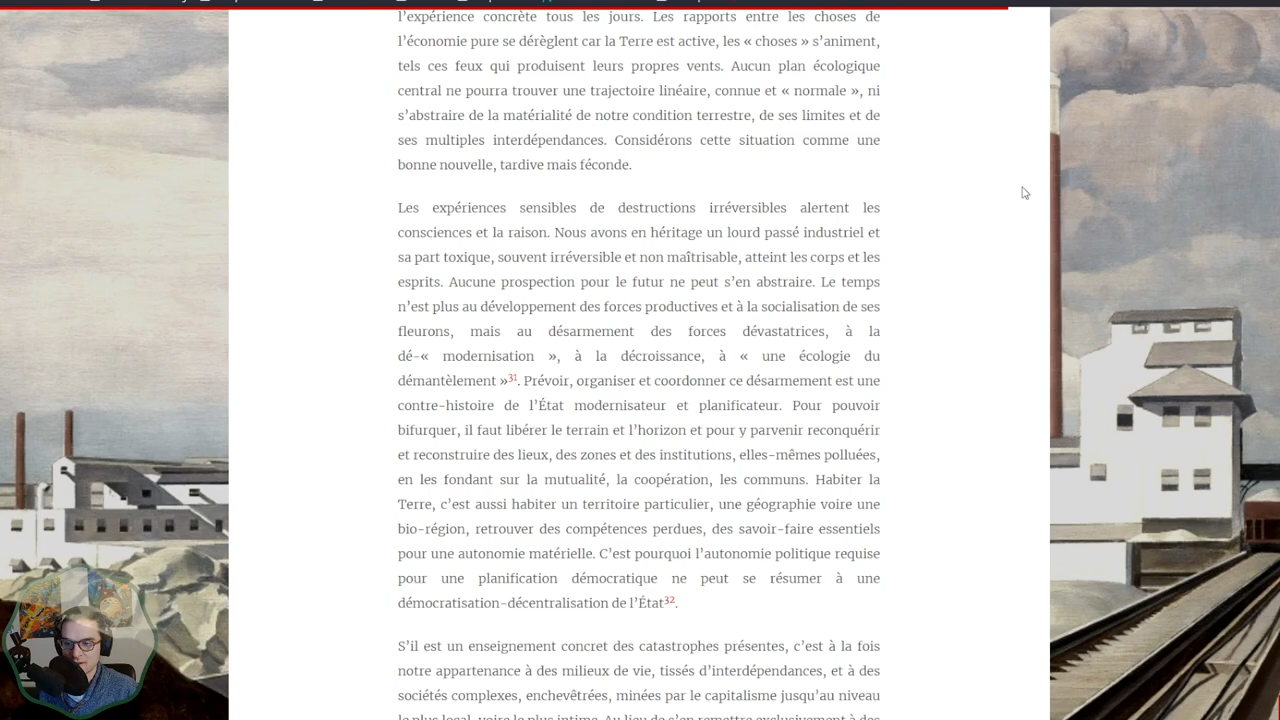 l’expérience concrète tous les jours. Les rapports entre les choses de
l’économie pure se dérèglent car la Terre est active, les « choses » s’animent,
tels ces feux qui produisent leurs propres vents. Aucun plan écologique
central ne pourra trouver une trajectoire linéaire, connue et « normale », ni
s’abstraire de la matérialité de notre condition terrestre, de ses limites et de
ses multiples interdépendances. Considérons cette situation comme une
bonne nouvelle, tardive mais féconde.
Les expériences sensibles de destructions irréversibles alertent les
consciences et la raison. Nous avons en héritage un lourd passé industriel et
sa part toxique, souvent irréversible et non maîtrisable, atteint les corps et les
esprits. Aucune prospection pour le futur ne peut s’en abstraire. Le temps
n’est plus au développement des forces productives et à la socialisation de ses
fleurons, mais au désarmement des forces dévastatrices, à la
dé-« modernisation », à la décroissance, à « une écologie du
démantèlement »31. Prévoir, organiser et coordonner ce désarmement est une
contre-histoire de l’État modernisateur et planificateur. Pour pouvoir
bifurquer, il faut libérer le terrain et l’horizon et pour y parvenir reconquérir
et reconstruire des lieux, des zones et des institutions, elles-mêmes polluées,
en les fondant sur la mutualité, la coopération, les communs. Habiter la
Terre, c’est aussi habiter un territoire particulier, une géographie voire une
bio-région, retrouver des compétences perdues, des savoir-faire essentiels
pour une autonomie matérielle. C’est pourquoi l’autonomie politique requise
pour une planification démocratique ne peut se résumer à une
démocratisation-décentralisation de l’État32.
S’il est un enseignement concret des catastrophes présentes, c’est à la fois
notre appartenance à des milieux de vie, tissés d’interdépendances, et à des
sociétés complexes, enchevêtrées, minées par le capitalisme jusqu’au niveau
le plus local, voire le plus intime. Au lieu de s’en remettre exclusivement à des